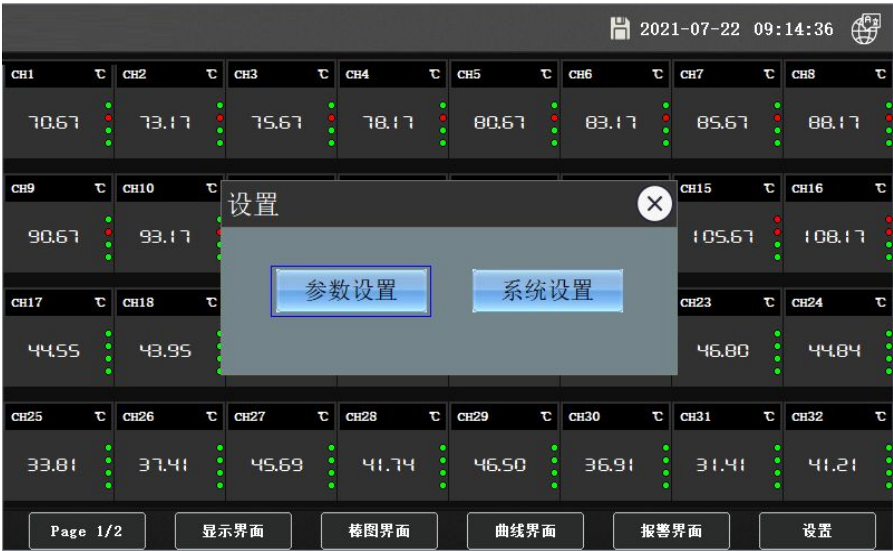 2021-07-22 09:14:36
CH1 ℃ CH2 ℃ CH3 ℃ CH4 ℃ CH5 ℃ CH6 ℃ CH7 ℃ CH8 ℃
70.67 73.17 75.67 78.17 80.67 83.17 85.67 88.17
CH9 ℃ CH10 ℃ CH15 ℃ CH16 ℃
设置
90.67 93.17 105.67 108.17
参数设置 系统设置
CH17 ℃ CH18 ℃ CH23 ℃ CH24 ℃
44.55 43.95 46.80 44.84
CH25 ℃ CH26 ℃ CH27 ℃ CH28 ℃ CH29 ℃ CH30 ℃ CH31 ℃ CH32 ℃
33.81 37.41 45.69 41.74 46.50 36.91 31.41 41.21
Page 1/2 显示界面 棒图界面 曲线界面 报警界面 设置